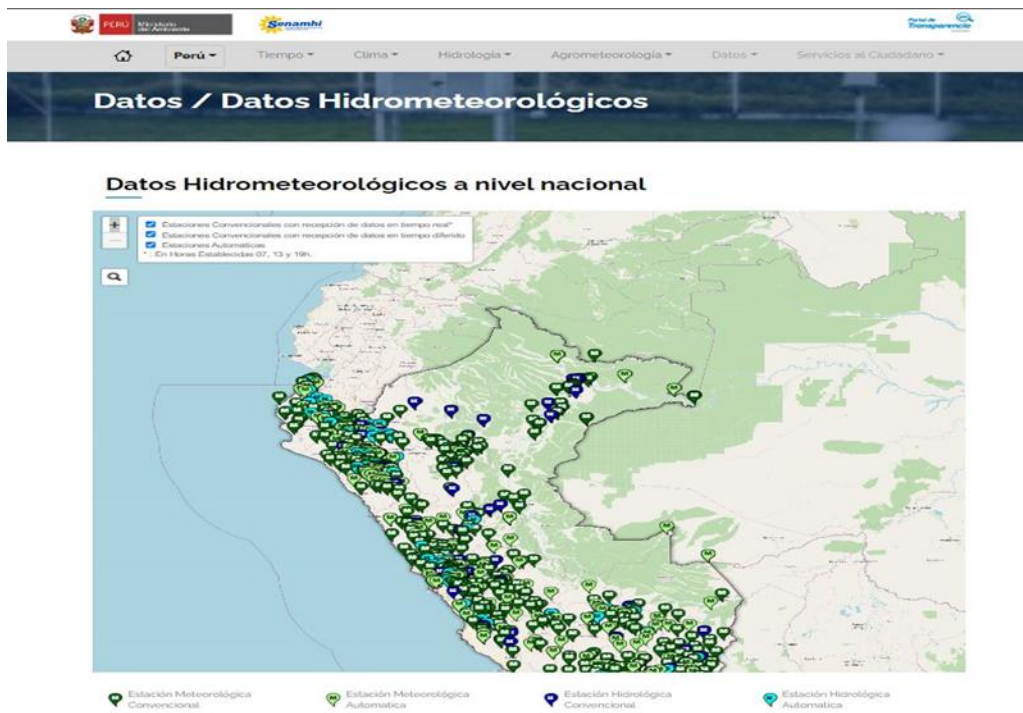 PERÚ Ministerio del Ambiente
Senamhi
Portal de Transparencia
Perú Tiempo Clima Hidrología Agrometeorología Datos Servicios al Ciudadano
Datos / Datos Hidrometeorológicos
Datos Hidrometeorológicos a nivel nacional
+
Estaciones Convencionales con recepción de datos en tiempo real*
Estaciones Convencionales con recepción de datos en tiempo diferido
Estaciones Automáticas
* : En Horas Establecidas 07, 13 y 19h.
Estación Meteorológica Convencional
Estación Meteorológica Automatica
Estación Hidrológica Convencional
Estación Hidrológica Automatica